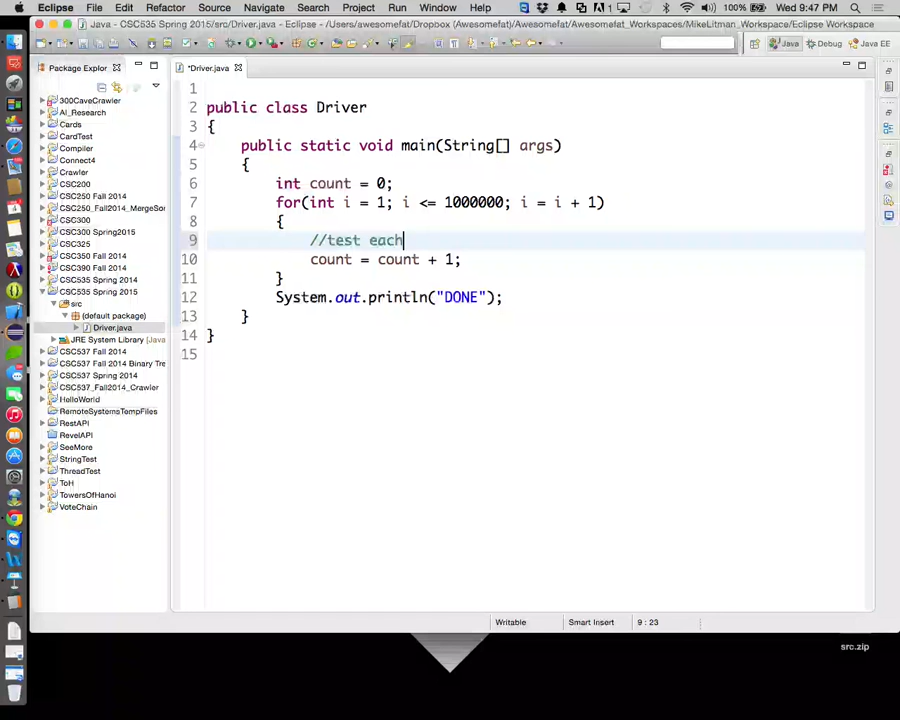 Eclipse File Edit Refactor Source Navigate Search Project Run Window Help 1 100% Wed 9:47 PM
Java - CSC535 Spring 2015/src/Driver.java - Eclipse - /Users/awesomefat/Dropbox (Awesomefat)/Awesomefat_Workspaces/MikeLitman_Workspace/Eclipse Workspace
Java Debug Java EE
Package Explor
*Driver.java
300CaveCrawler
AI_Research
Cards
CardTest
Compiler
Connect4
Crawler
CSC200
CSC250 Fall 2014
CSC250_Fall2014_MergeSor
CSC300
CSC300 Spring2015
CSC325
CSC350 Fall 2014
CSC390 Fall 2014
CSC535 Spring 2014
CSC535 Spring 2015
src
(default package)
Driver.java
JRE System Library [Java
CSC537 Fall 2014
CSC537 Fall 2014 Binary Tre
CSC537 Spring 2014
CSC537_Fall2014_Crawler
HelloWorld
RemoteSystemsTempFiles
RestAPI
RevelAPI
SeeMore
StringTest
ThreadTest
ToH
TowersOfHanoi
VoteChain
1
2 public class Driver
3 {
4 public static void main(String[] args)
5 {
6 int count = 0;
7 for(int i = 1; i <= 1000000; i = i + 1)
8 {
9 //test each
10 count = count + 1;
11 }
12 System.out.println("DONE");
13 }
14 }
15
Writable Smart Insert 9 : 23
src.zip